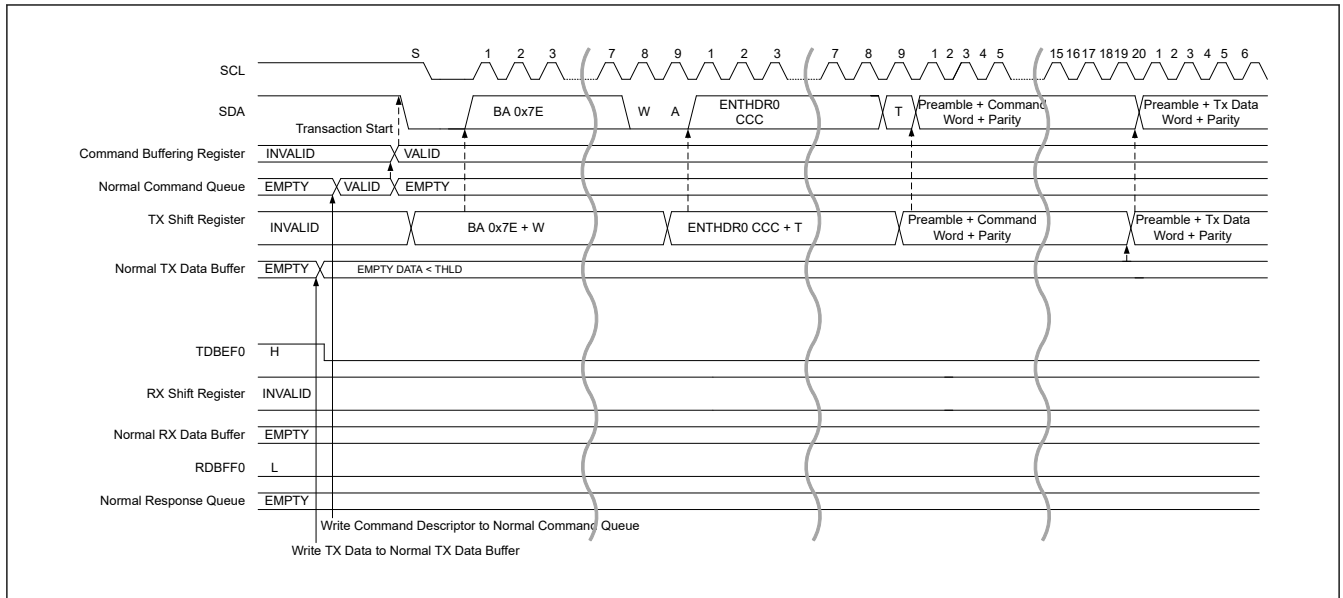 S 1 2 3 7 8 9 1 2 3 7 8 9 1 2 3 4 5 15 16 17 18 19 20 1 2 3 4 5 6
SCL
SDA BA 0x7E W A ENTHDR0 T Preamble + Command Preamble + Tx Data
CCC Word + Parity Word + Parity
Transaction Start
Command Buffering Register INVALID VALID
Normal Command Queue EMPTY VALID EMPTY
TX Shift Register INVALID BA 0x7E + W ENTHDR0 CCC + T Preamble + Command Preamble + Tx Data
Word + Parity Word + Parity
Normal TX Data Buffer EMPTY EMPTY DATA < THLD
TDBEF0 H
RX Shift Register INVALID
Normal RX Data Buffer EMPTY
RDBFF0 L
Normal Response Queue EMPTY
Write Command Descriptor to Normal Command Queue
Write TX Data to Normal TX Data Buffer